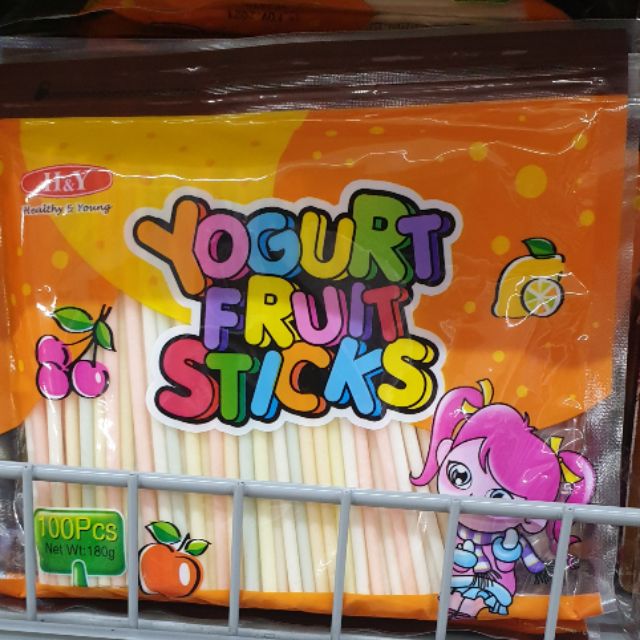 H&Y
Healthy & Young
YOGURT
FRUIT
STICKS
100Pcs
Net Wt:180g